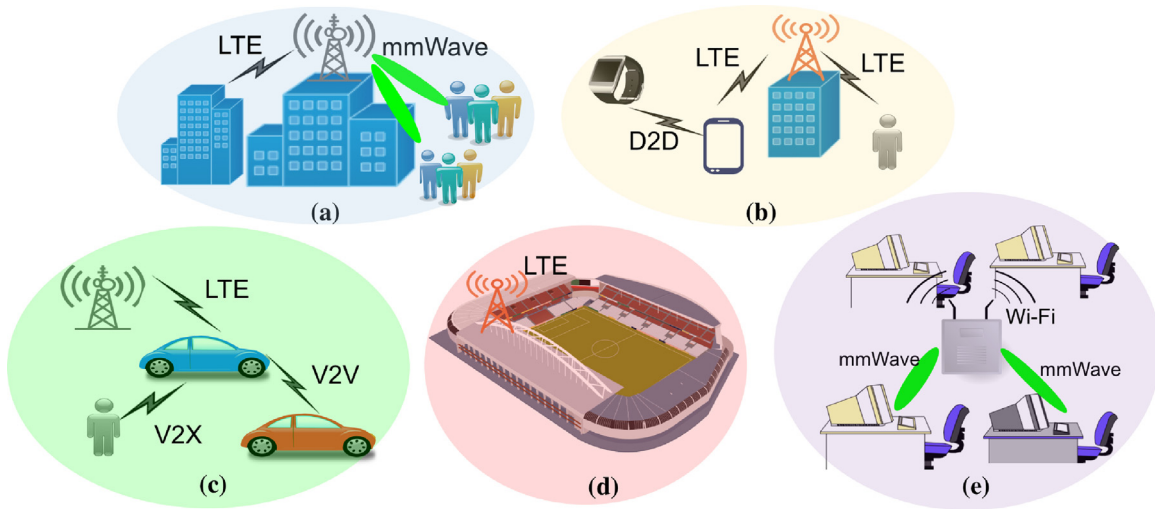 LTE
mmWave
(a)
LTE
LTE
D2D
(b)
LTE
V2V
V2X
(c)
LTE
(d)
Wi-Fi
mmWave
mmWave
(e)